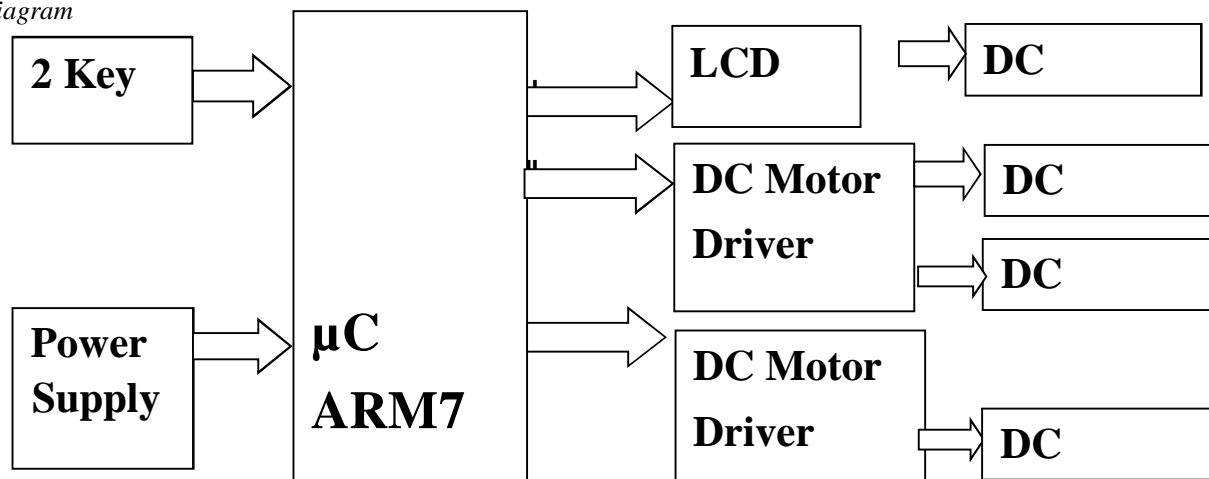 iagram
2 Key
LCD
DC
DC Motor
Driver
DC
DC
Power
Supply
µC
ARM7
DC Motor
Driver
DC